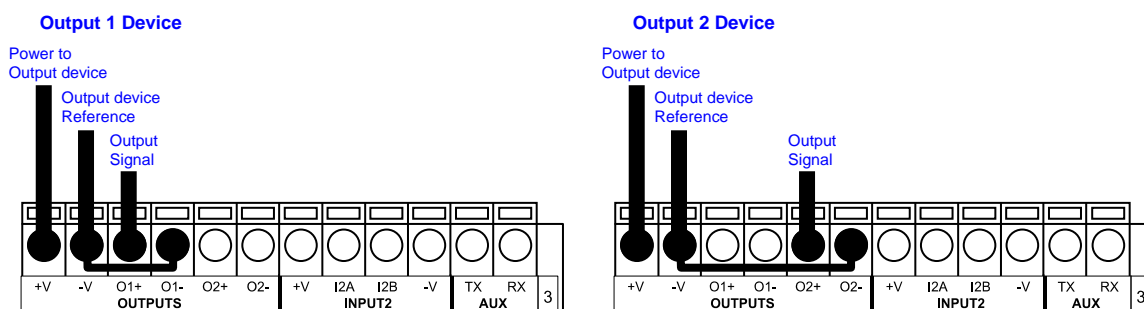 Output 1 Device
Power to
Output device
Output device
Reference
Output
Signal
+V -V O1+ O1- O2+ O2- +V I2A I2B -V TX RX
OUTPUTS INPUT2 AUX 3
Output 2 Device
Power to
Output device
Output device
Reference
Output
Signal
+V -V O1+ O1- O2+ O2- +V I2A I2B -V TX RX
OUTPUTS INPUT2 AUX 3